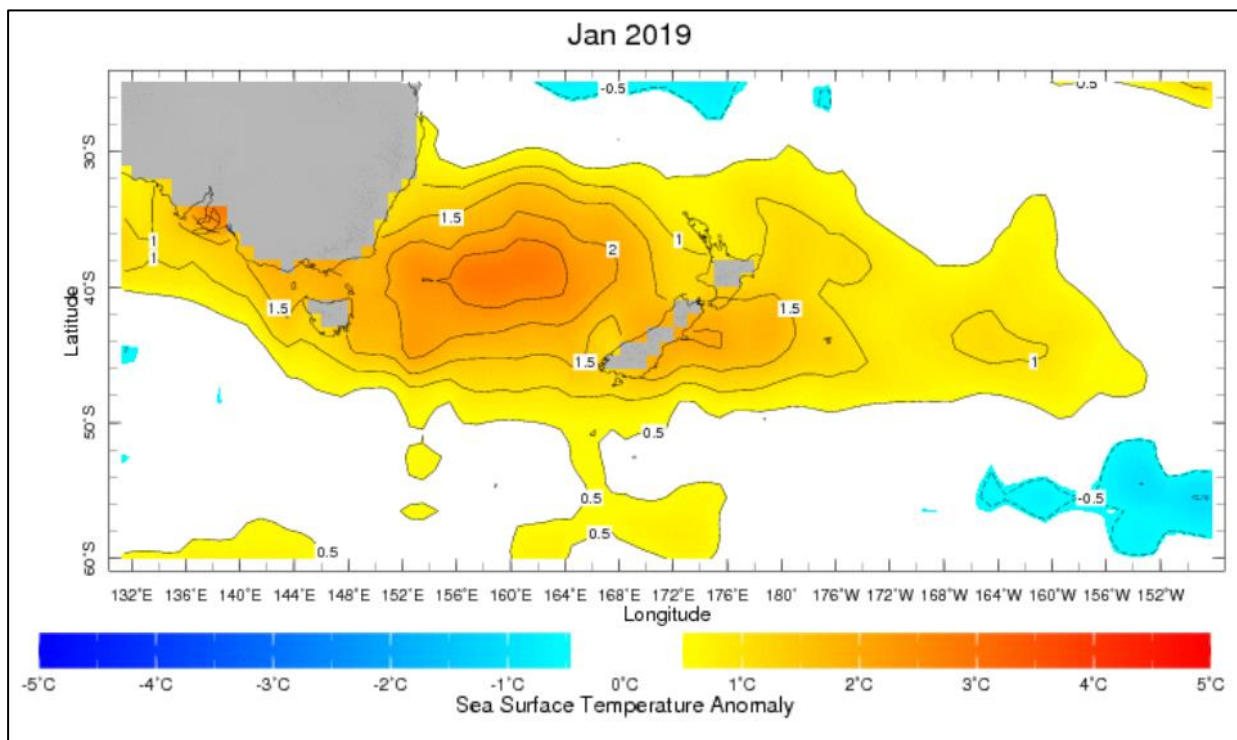 Jan 2019
-0.5
0.5
30°S
1.5
1
2
1
1
40°S
1.5
1.5
1.5
1
Latitude
50°S
0.5
0.5
-0.5
0.5
0.5
60°S
132°E 136°E 140°E 144°E 148°E 152°E 156°E 160°E 164°E 168°E 172°E 176°E 180° 176°W 172°W 168°W 164°W 160°W 156°W 152°W
Longitude
-5°C -4°C -3°C -2°C -1°C 0°C 1°C 2°C 3°C 4°C 5°C
Sea Surface Temperature Anomaly